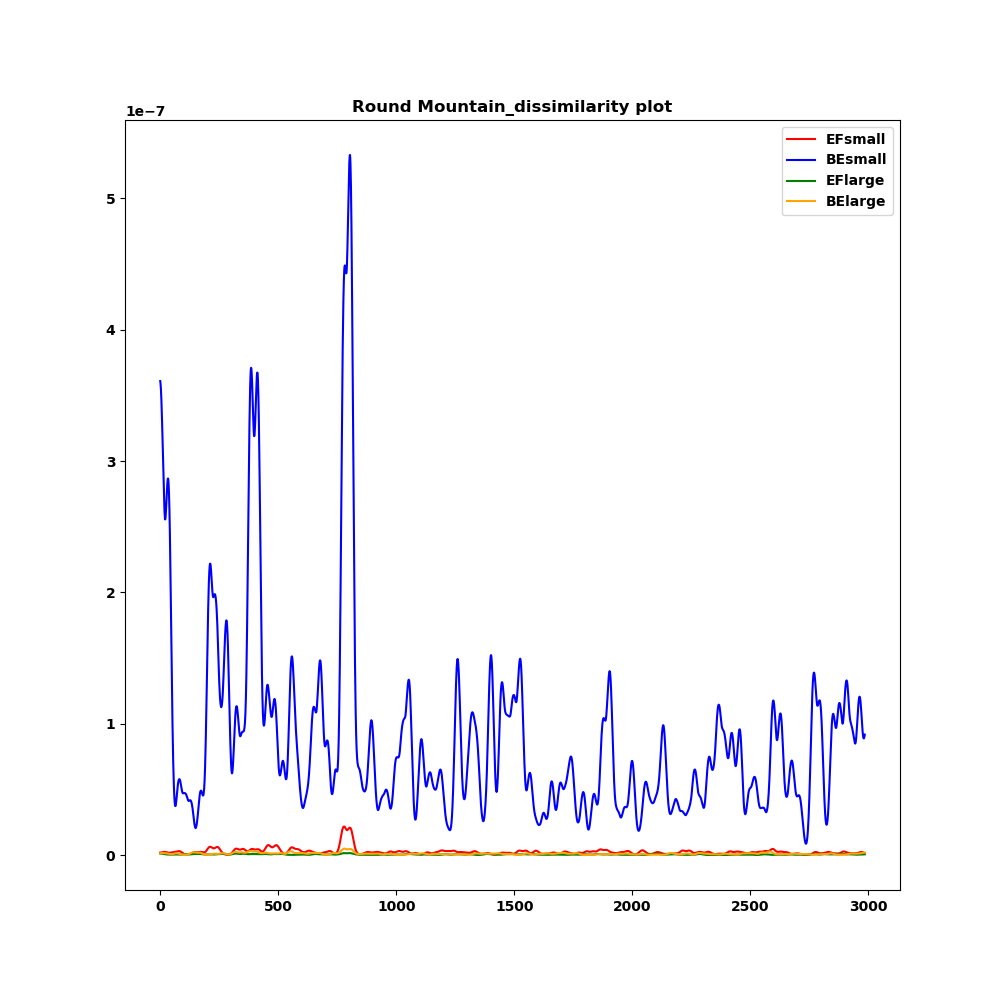 Round Mountain_dissimilarity plot
1e−7
EFsmall
BEsmall
EFlarge
BElarge
5
4
3
2
1
0
0 500 1000 1500 2000 2500 3000